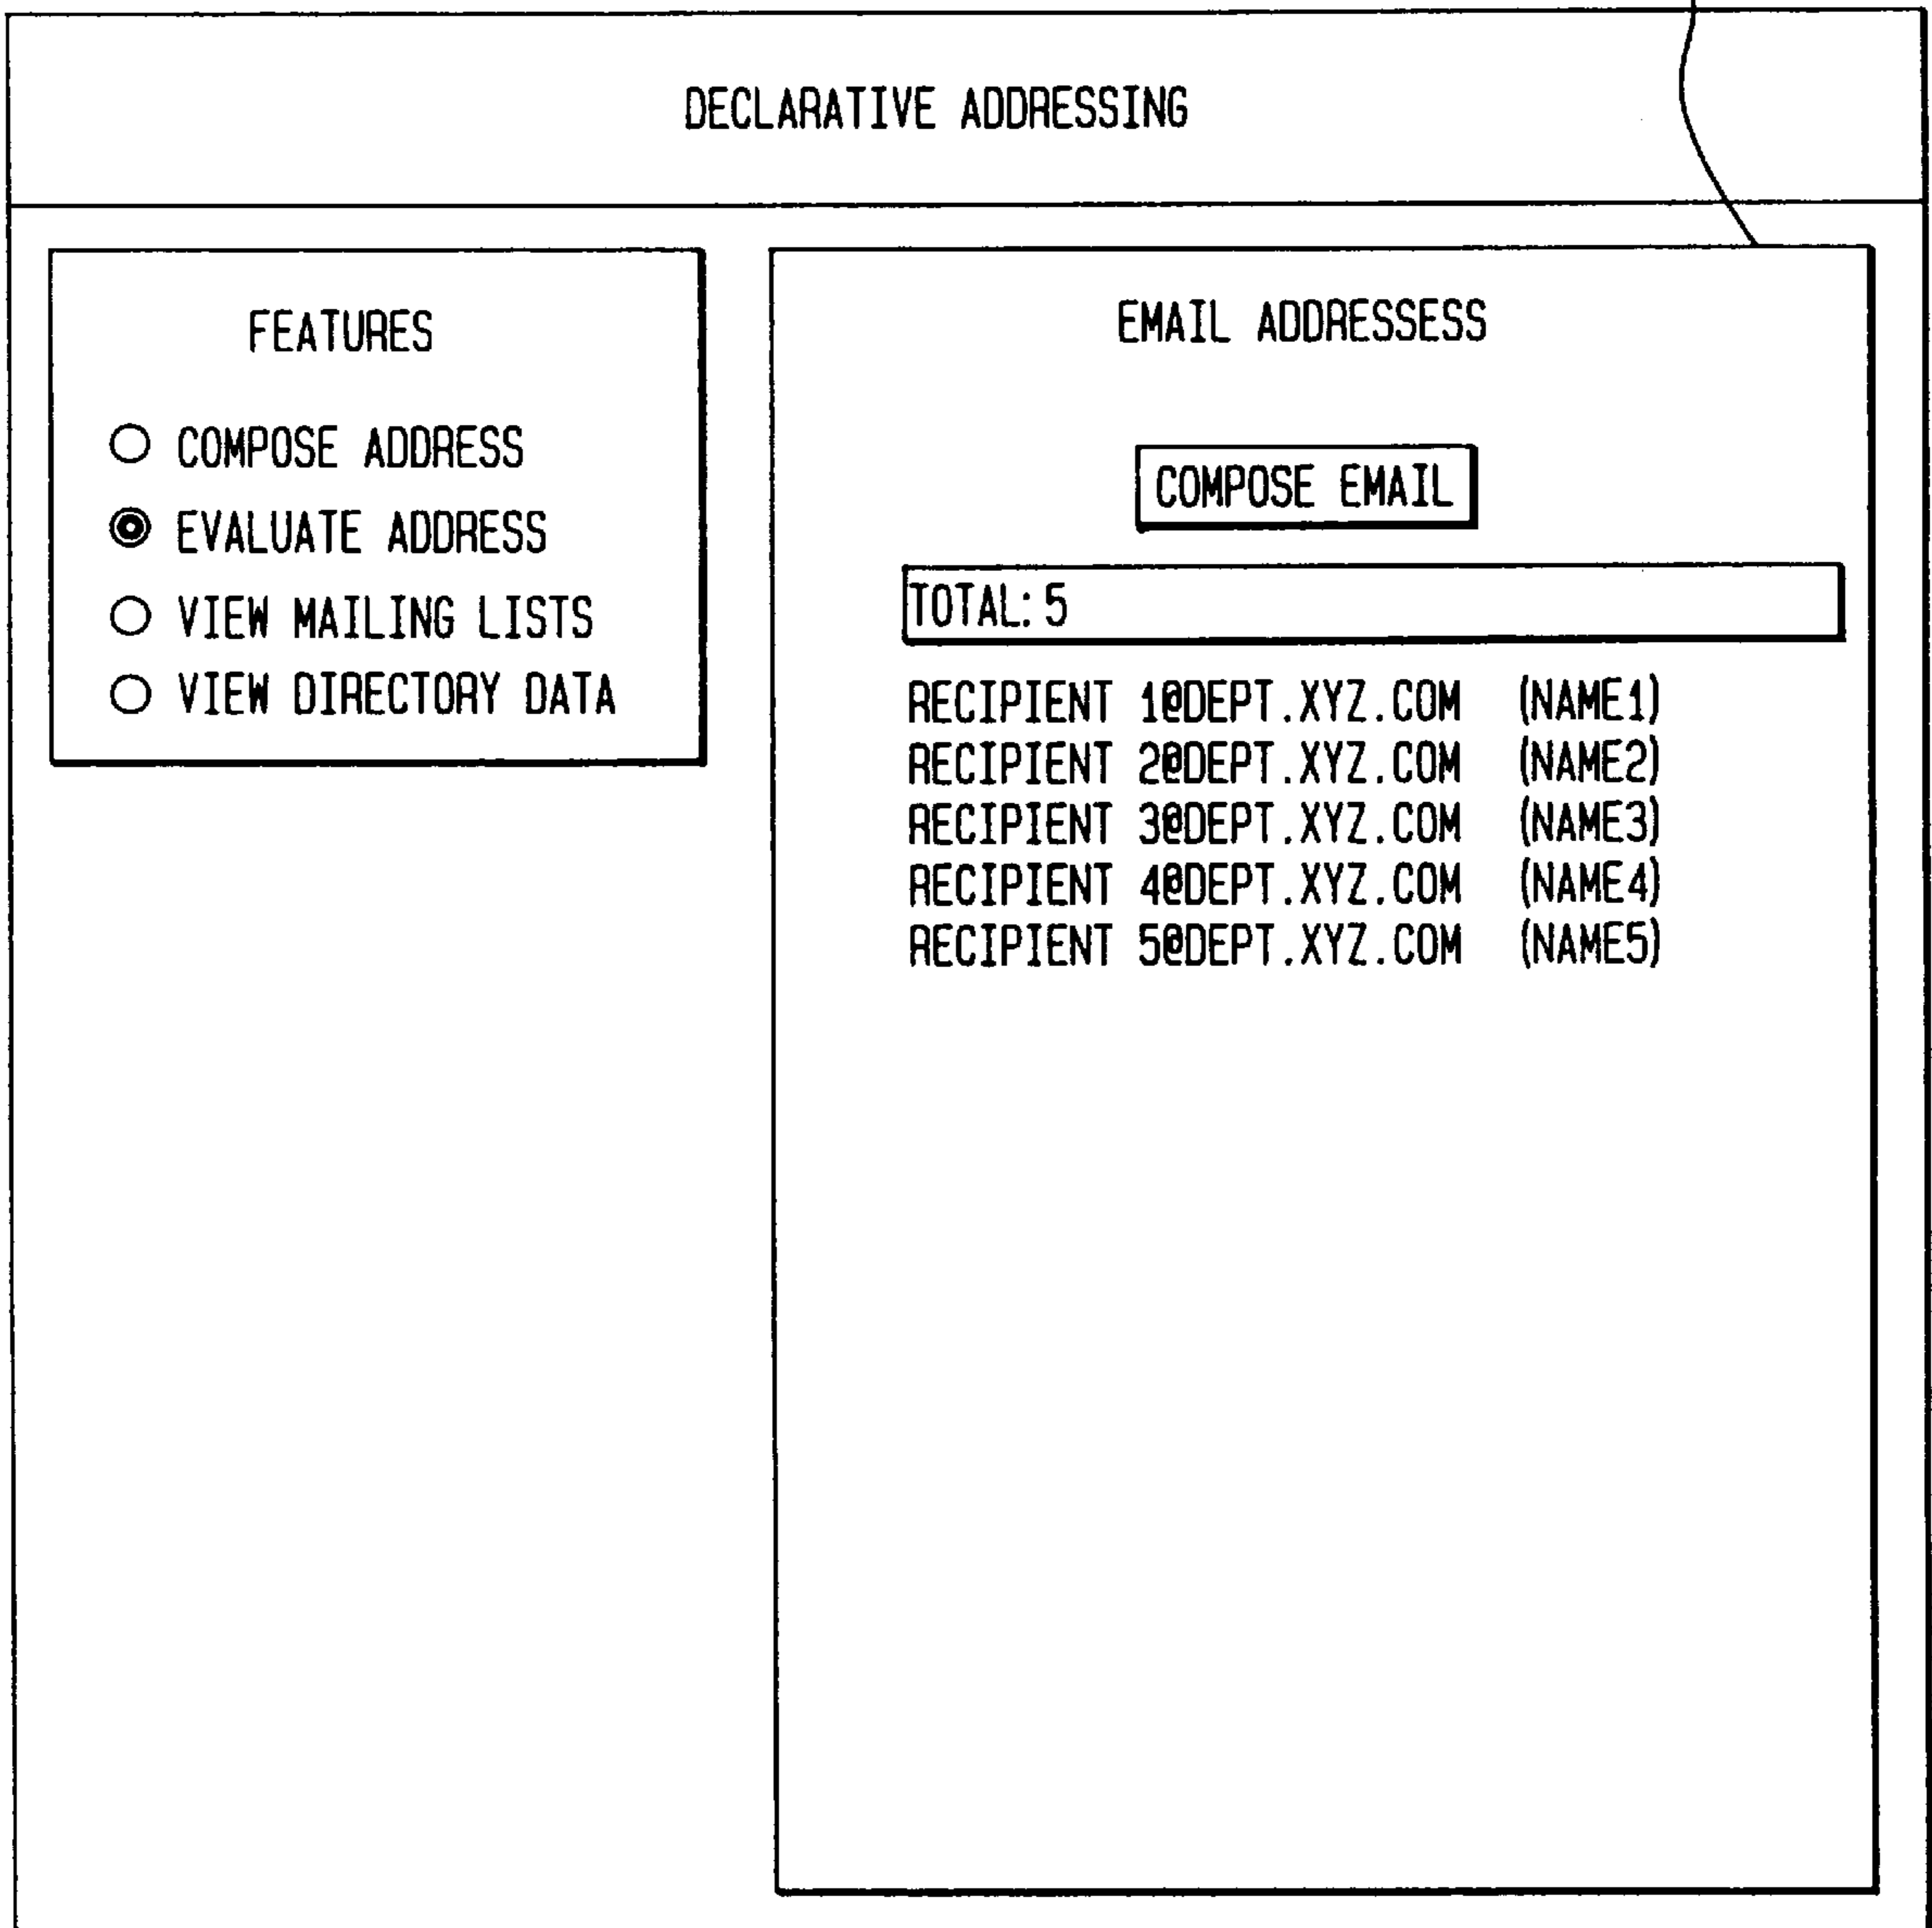 DECLARATIVE ADDRESSING
FEATURES
COMPOSE ADDRESS
EVALUATE ADDRESS
VIEW MAILING LISTS
VIEW DIRECTORY DATA
EMAIL ADDRESSESS
COMPOSE EMAIL
TOTAL: 5
RECIPIENT 1@DEPT.XYZ.COM (NAME1)
RECIPIENT 2@DEPT.XYZ.COM (NAME2)
RECIPIENT 3@DEPT.XYZ.COM (NAME3)
RECIPIENT 4@DEPT.XYZ.COM (NAME4)
RECIPIENT 5@DEPT.XYZ.COM (NAME5)